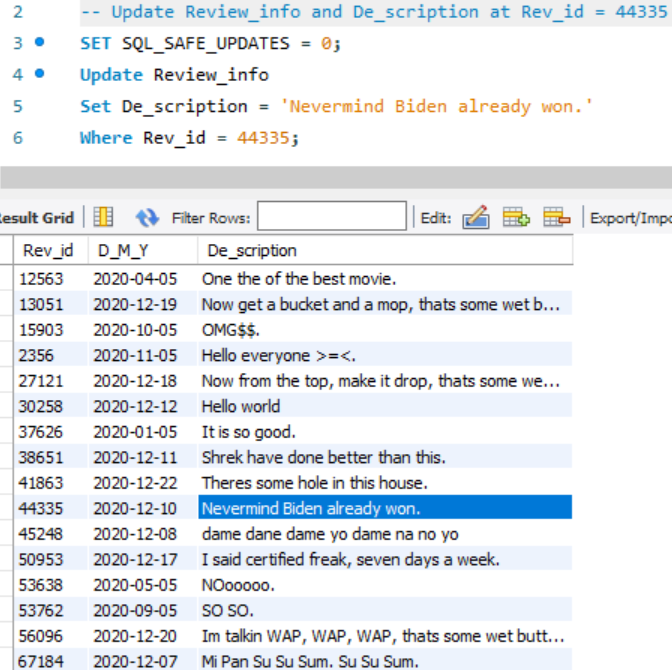 2 -- Update Review_info and De_scription at Rev_id = 44335
3 SET SQL_SAFE_UPDATES = 0;
4 Update Review_info
5 Set De_scription = 'Nevermind Biden already won.'
6 Where Rev_id = 44335;
esult Grid Filter Rows: Edit: Export/Impo
Rev_id D_M_Y De_scription
12563 2020-04-05 One the of the best movie.
13051 2020-12-19 Now get a bucket and a mop, thats some wet b...
15903 2020-10-05 OMG$$.
2356 2020-11-05 Hello everyone >=<.
27121 2020-12-18 Now from the top, make it drop, thats some we...
30258 2020-12-12 Hello world
37626 2020-01-05 It is so good.
38651 2020-12-11 Shrek have done better than this.
41863 2020-12-22 Theres some hole in this house.
44335 2020-12-10 Nevermind Biden already won.
45248 2020-12-08 dame dane dame yo dame na no yo
50953 2020-12-17 I said certified freak, seven days a week.
53638 2020-05-05 NOooooo.
53762 2020-09-05 SO SO.
56096 2020-12-20 Im talkin WAP, WAP, WAP, thats some wet butt...
67184 2020-12-07 Mi Pan Su Su Sum. Su Su Sum.